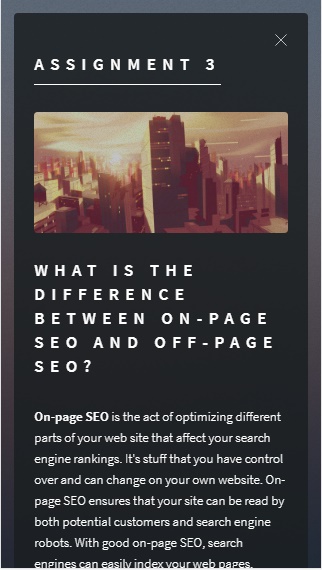 ASSIGNMENT 3
WHAT IS THE
DIFFERENCE
BETWEEN ON-PAGE
SEO AND OFF-PAGE
SEO?
On-page SEO is the act of optimizing different
parts of your web site that affect your search
engine rankings. It's stuff that you have control
over and can change on your own website. On-
page SEO ensures that your site can be read by
both potential customers and search engine
robots. With good on-page SEO, search
engines can easily index your web pages,